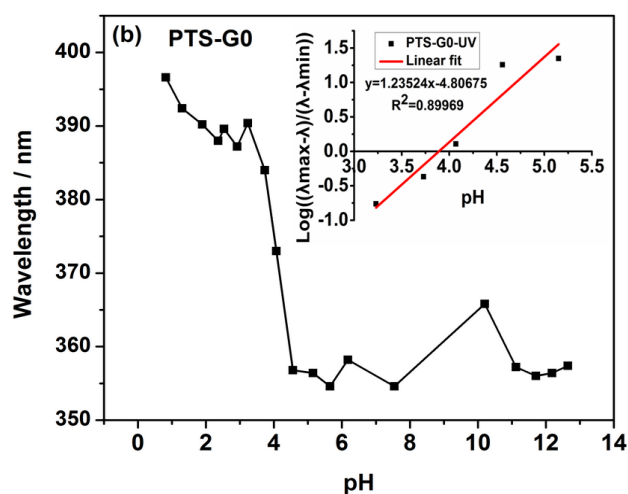 (b) PTS-G0
Wavelength / nm
400
390
380
370
360
350
0 2 4 6 8 10 12 14
pH
Log((λmax-λ)/(λ-λmin))
1.5
1.0
0.5
0.0
-0.5
-1.0
3.0 3.5 4.0 4.5 5.0 5.5
pH
PTS-G0-UV
Linear fit
y=1.23524x-4.80675
R²=0.89969